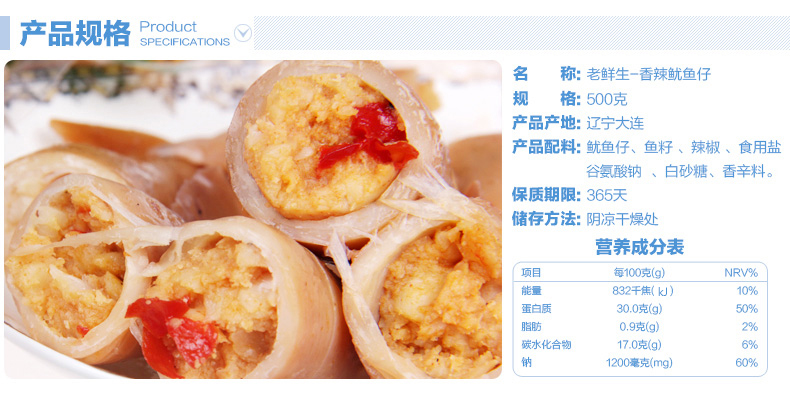 产品规格 Product
SPECIFICATIONS
名 称: 老鲜生-香辣鱿鱼仔
规 格: 500克
产品产地: 辽宁大连
产品配料: 鱿鱼仔、鱼籽 、辣椒 、食用盐
谷氨酸钠 、白砂糖、香辛料。
保质期限: 365天
储存方法: 阴凉干燥处
营养成分表
项目 每100克(g) NRV%
能量 832千焦( kJ ) 10%
蛋白质 30.0克(g) 50%
脂肪 0.9克(g) 2%
碳水化合物 17.0克(g) 6%
钠 1200毫克(mg) 60%